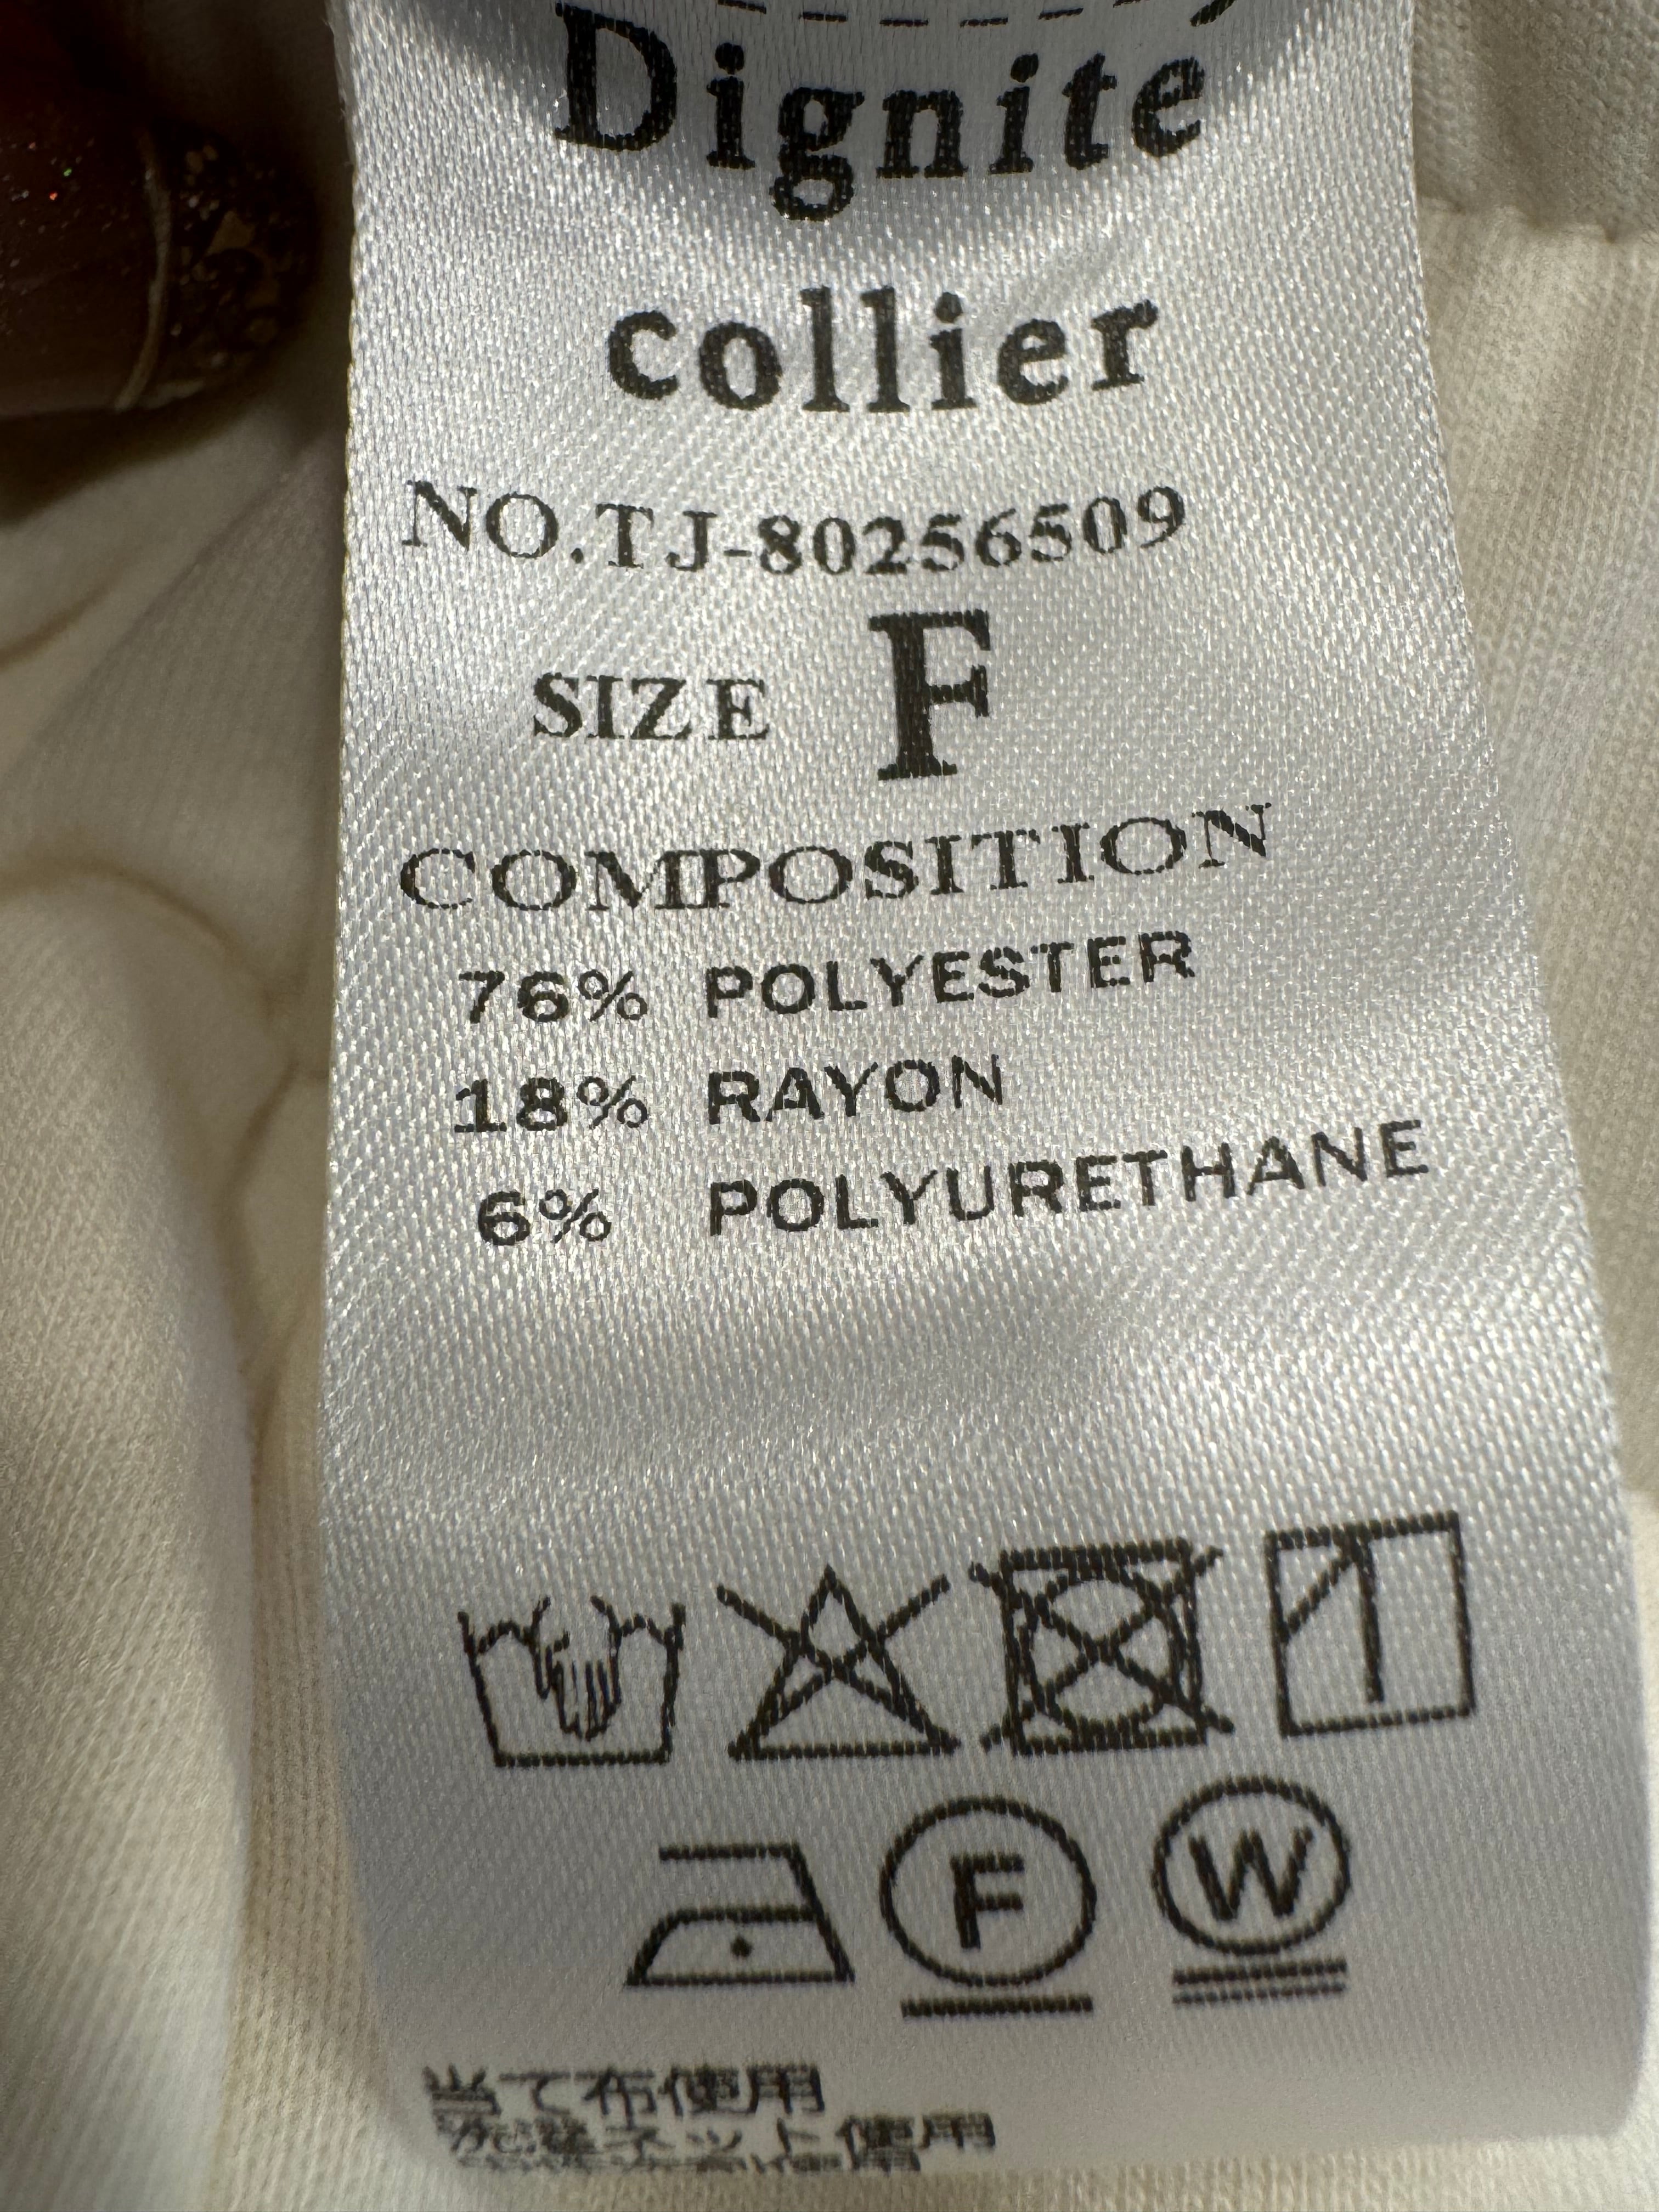 Dignite
collier
NO.TJ-80256509
SIZE F
COMPOSITION
76% POLYESTER
18% RAYON
6% POLYURETHANE
F W
当て布使用
洗濯ネット使用